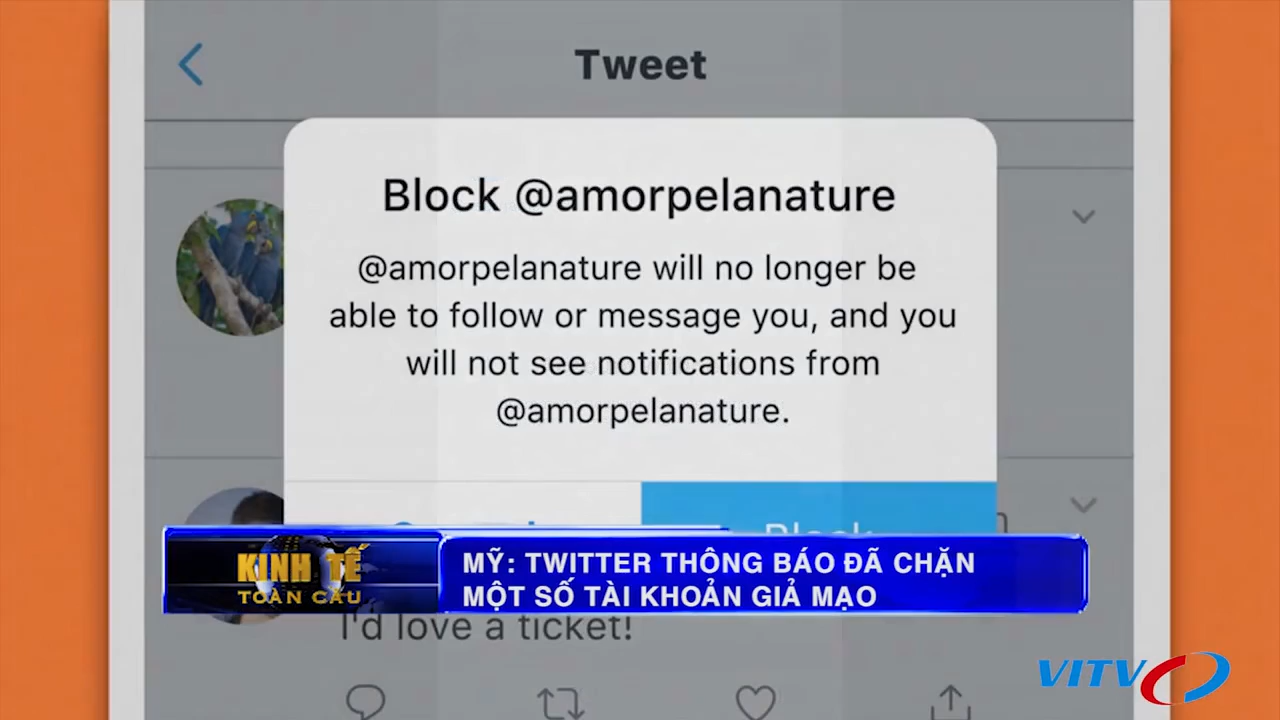 Tweet
Block @amorpelanature
@amorpelanature will no longer be
able to follow or message you, and you
will not see notifications from
@amorpelanature.
Block
KINH TẾ
TOÀN CẦU
MỸ: TWITTER THÔNG BÁO ĐÃ CHẶN
MỘT SỐ TÀI KHOẢN GIẢ MẠO
I'd love a ticket!
VITV